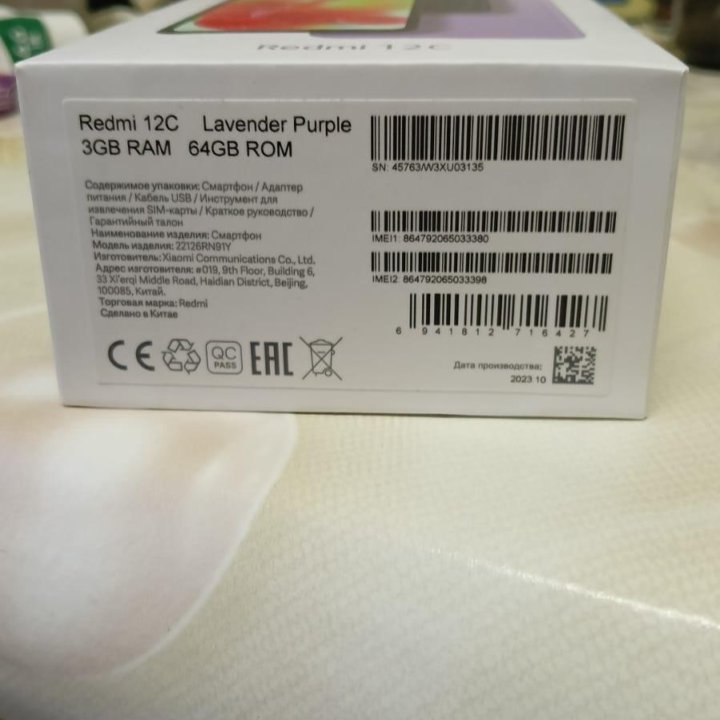 Redmi 12C
Redmi 12C Lavender Purple
3GB RAM 64GB ROM
SN: 45763/W3XU03135
Содержимое упаковки: Смартфон / Адаптер
питания / Кабель USB / Инструмент для
извлечения SIM-карты / Краткое руководство /
Гарантийный талон
Наименование изделия: Смартфон
Модель изделия: 22126RN91Y
Изготовитель: Xiaomi Communications Co., Ltd.
Адрес изготовителя: #019, 9th Floor, Building 6,
33 Xi'erqi Middle Road, Haidian District, Beijing,
100085, Китай.
Торговая марка: Redmi
Сделано в Китае
IMEI1: 864792065033380
IMEI2: 864792065033398
6 941812 716427
CE
QC
PASS
EAC
Дата производства:
2023 10